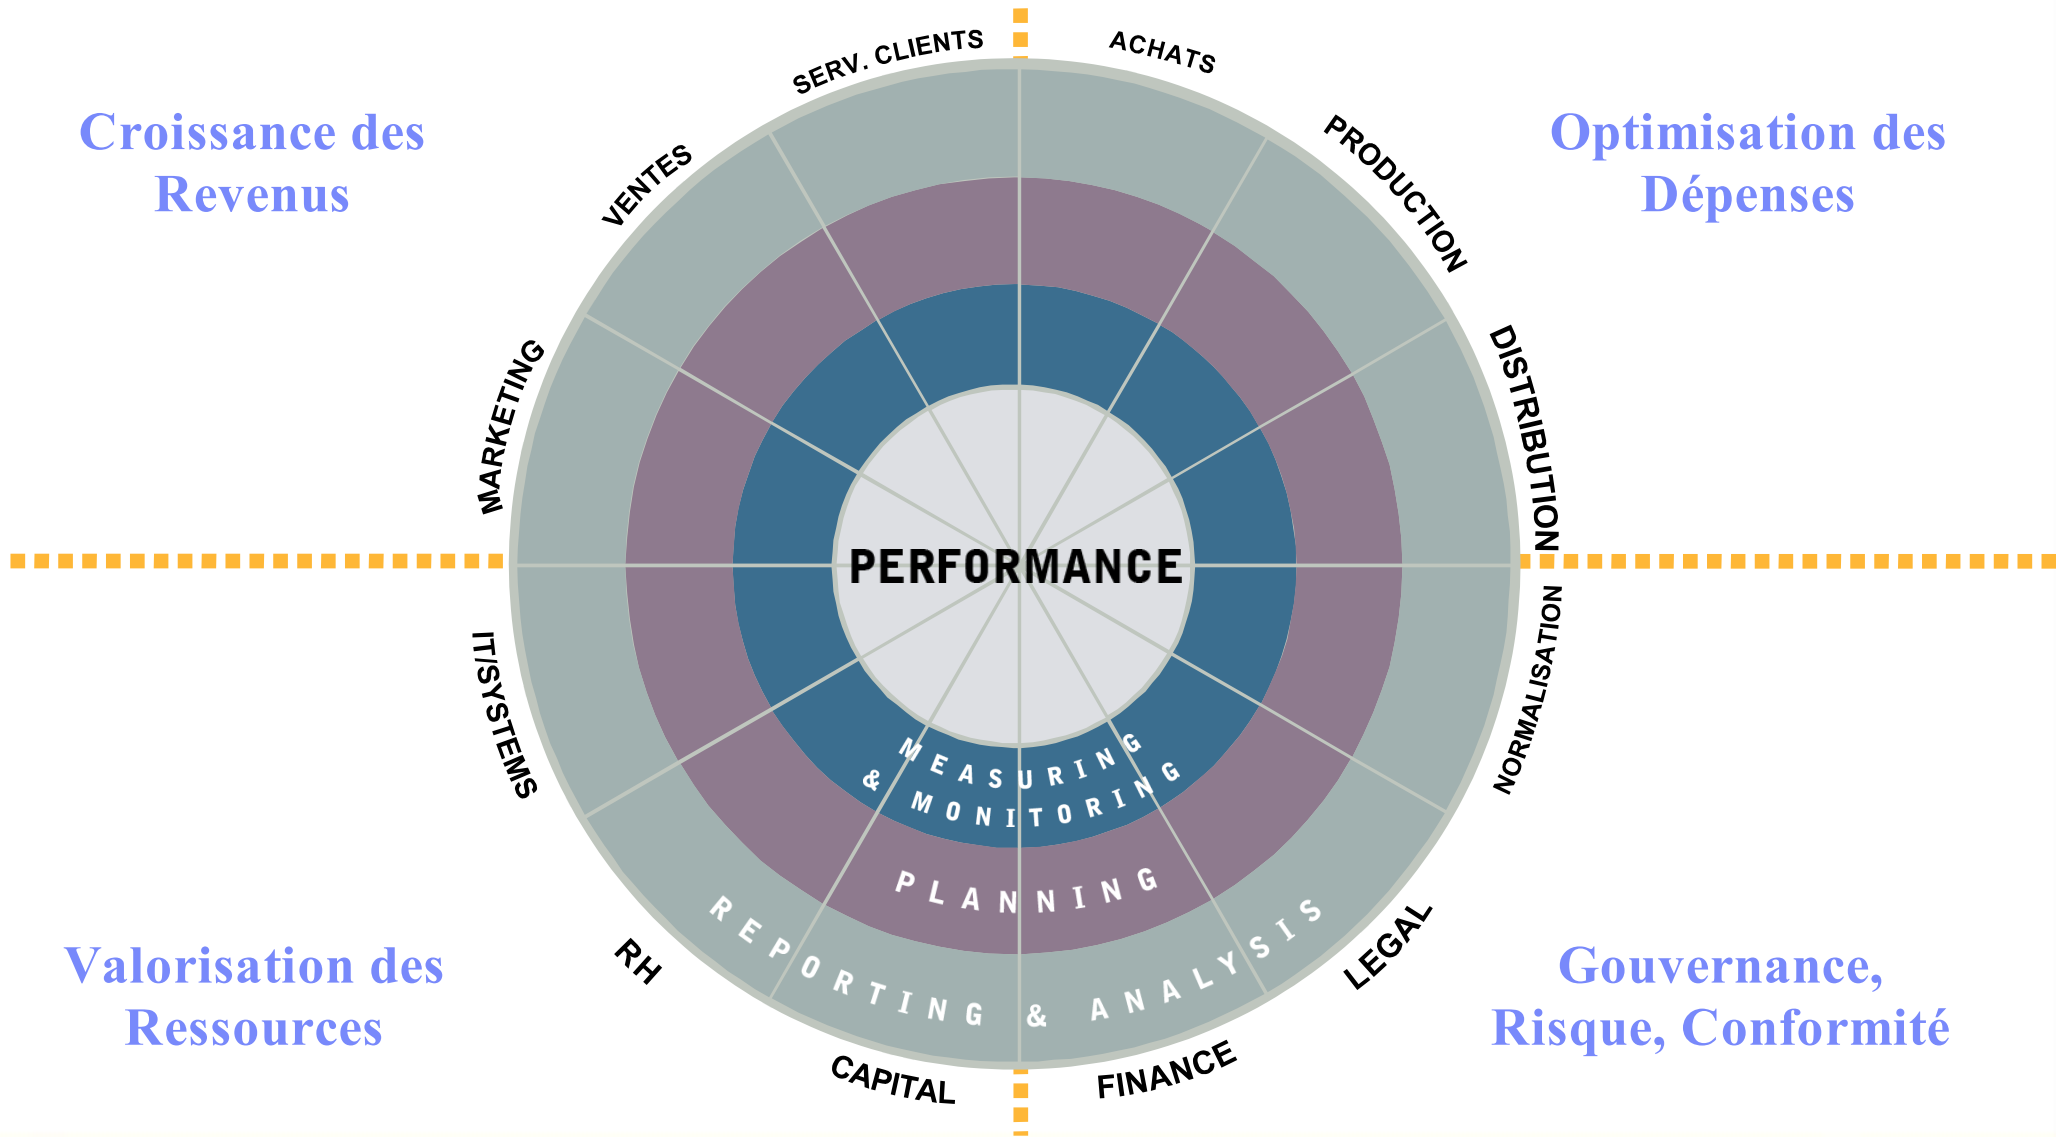 SERV. CLIENTS
ACHATS
Croissance des
Revenus
Optimisation des
Dépenses
VENTES
PRODUCTION
MARKETING
DISTRIBUTION
PERFORMANCE
IT/SYSTEMS
NORMALISATION
MEASURING
& MONITORING
PLANNING
REPORTING & ANALYSIS
RH
LEGAL
Valorisation des
Ressources
Gouvernance,
Risque, Conformité
CAPITAL
FINANCE